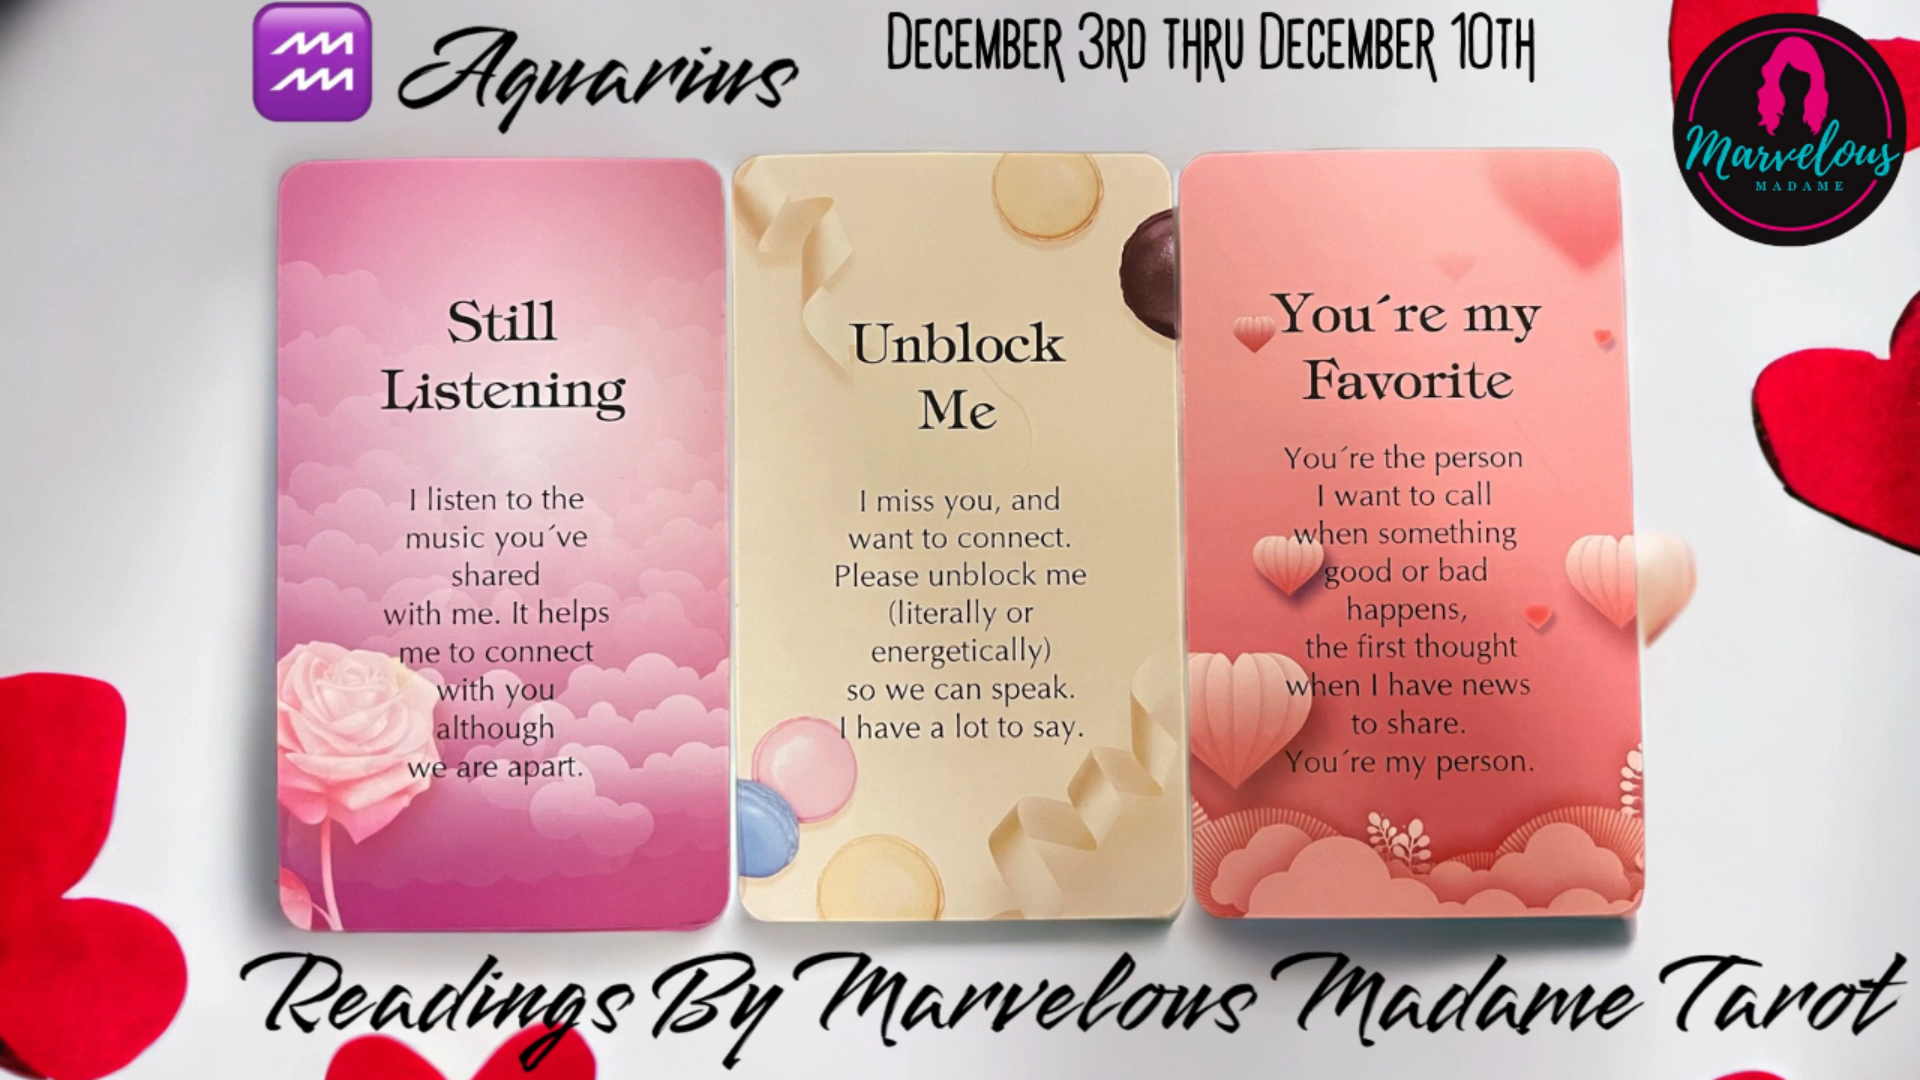 ♒ Aquarius
December 3rd thru December 10th
Marvelous
MADAME
Still
Listening
I listen to the
music you´ve
shared
with me. It helps
me to connect
with you
although
we are apart.
Unblock
Me
I miss you, and
want to connect.
Please unblock me
(literally or
energetically)
so we can speak.
I have a lot to say.
You´re my
Favorite
You´re the person
I want to call
when something
good or bad
happens,
the first thought
when I have news
to share.
You´re my person.
Readings By Marvelous Madame Tarot